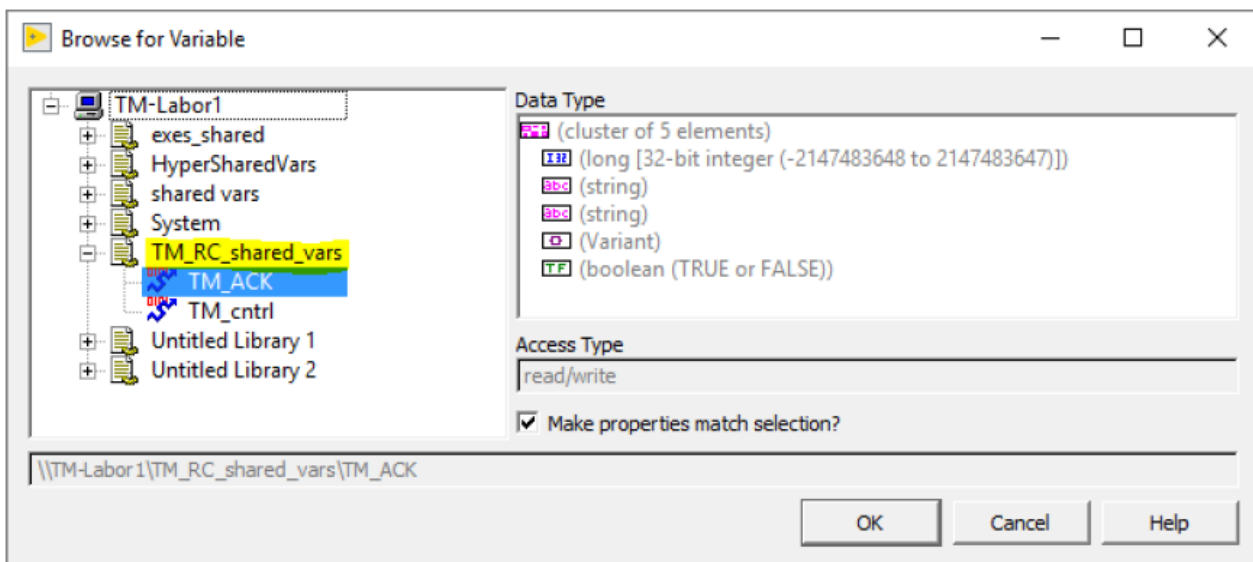 Browse for Variable
TM-Labor1
exes_shared
HyperSharedVars
shared vars
System
TM_RC_shared_vars
TM_ACK
TM_cntrl
Untitled Library 1
Untitled Library 2
Data Type
(cluster of 5 elements)
I32 (long [32-bit integer (-2147483648 to 2147483647)])
abc (string)
abc (string)
(Variant)
TF (boolean (TRUE or FALSE))
Access Type
read/write
Make properties match selection?
\\TM-Labor1\TM_RC_shared_vars\TM_ACK
OK Cancel Help